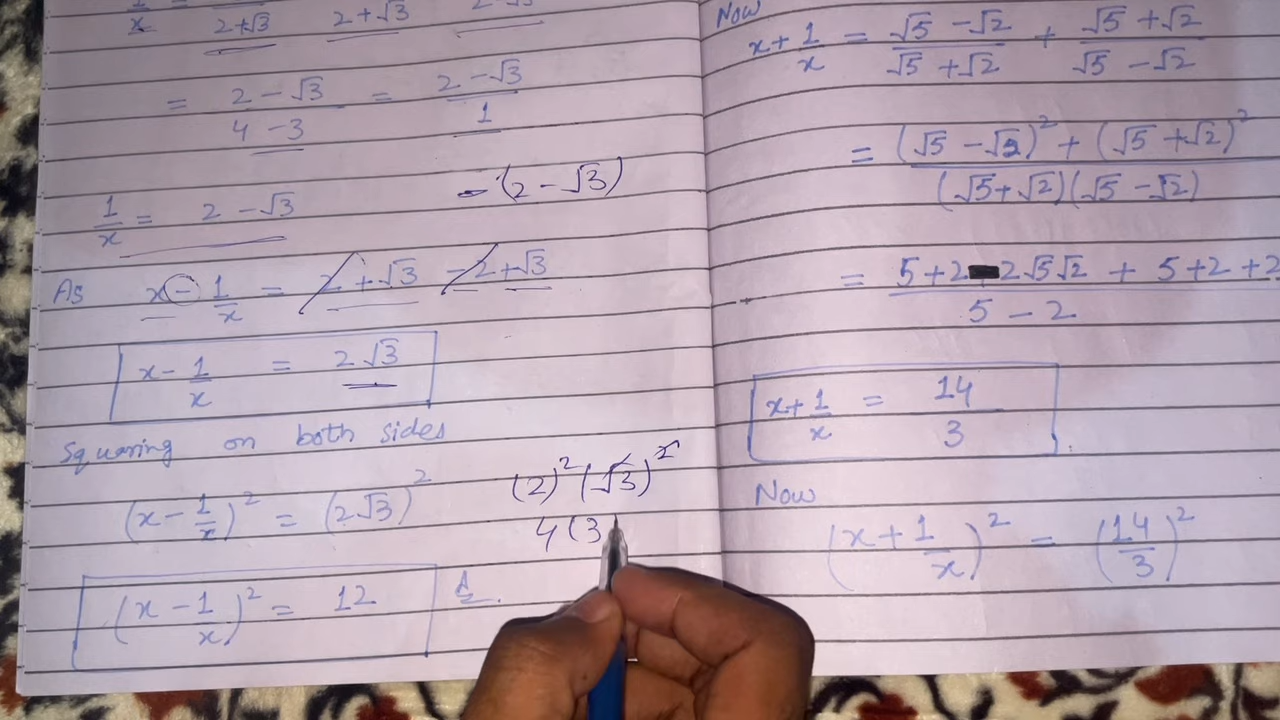 1/x = 2+√3 2+√3
= 2 - √3 / 4 - 3 = 2 - √3 / 1
- (2 - √3)
1/x = 2 - √3
As x - 1/x = 2 + √3 - 2 + √3
x - 1/x = 2√3
Squaring on both sides
(x - 1/x)² = (2√3)²
(2)² (√3)²
4(3
(x - 1/x)² = 12 A
Now
x + 1/x = √5 - √2 / √5 + √2 + √5 + √2 / √5 - √2
= (√5 - √2)² + (√5 + √2)² / (√5 + √2)(√5 - √2)
= 5 + 2 - 2√5√2 + 5 + 2 + 2 / 5 - 2
x + 1/x = 14/3
Now
(x + 1/x)² = (14/3)²